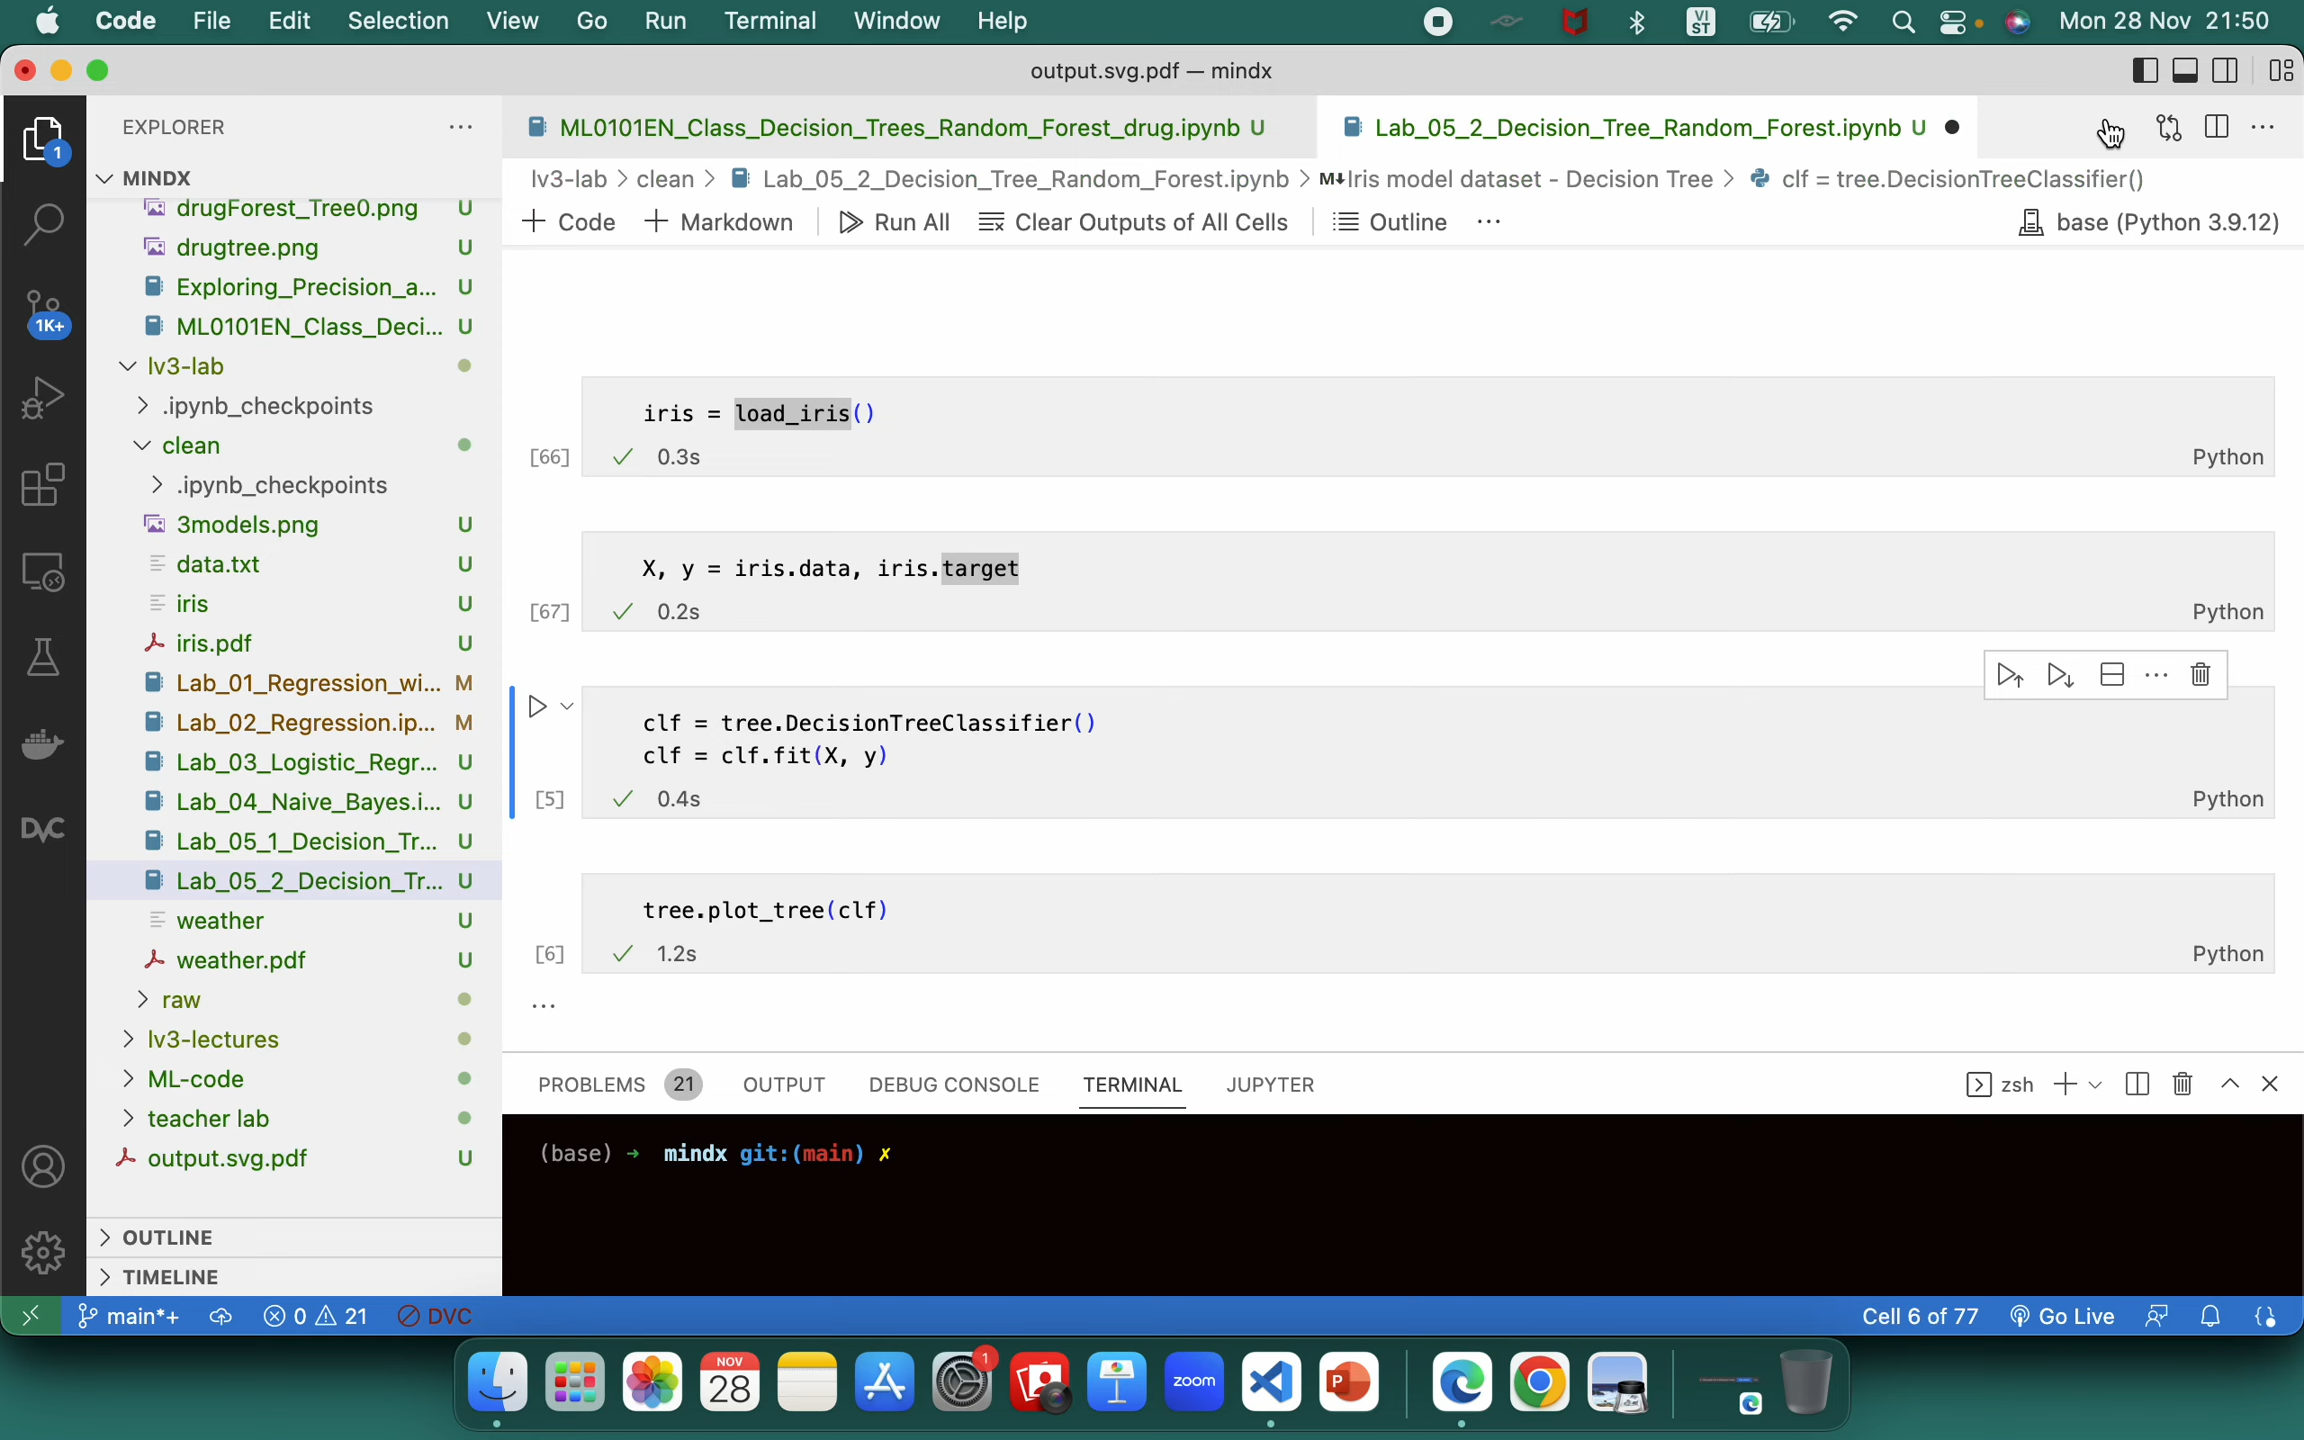 Code File Edit Selection View Go Run Terminal Window Help VI ST Mon 28 Nov 21:50
output.svg.pdf — mindx
EXPLORER ···
ML0101EN_Class_Decision_Trees_Random_Forest_drug.ipynb U
Lab_05_2_Decision_Tree_Random_Forest.ipynb U
lv3-lab > clean > Lab_05_2_Decision_Tree_Random_Forest.ipynb > M↓Iris model dataset - Decision Tree > clf = tree.DecisionTreeClassifier()
+ Code + Markdown Run All Clear Outputs of All Cells Outline ··· base (Python 3.9.12)
1
1K+
DVC
MINDX
drugForest_Tree0.png U
drugtree.png U
Exploring_Precision_a... U
ML0101EN_Class_Deci... U
lv3-lab
.ipynb_checkpoints
clean
.ipynb_checkpoints
3models.png U
data.txt U
iris U
iris.pdf U
Lab_01_Regression_wi... M
Lab_02_Regression.ip... M
Lab_03_Logistic_Regr... U
Lab_04_Naive_Bayes.i... U
Lab_05_1_Decision_Tr... U
Lab_05_2_Decision_Tr... U
weather U
weather.pdf U
raw
lv3-lectures
ML-code
teacher lab
output.svg.pdf U
OUTLINE
TIMELINE
iris = load_iris()
[66] ✓ 0.3s Python
X, y = iris.data, iris.target
[67] ✓ 0.2s Python
clf = tree.DecisionTreeClassifier()
clf = clf.fit(X, y)
[5] ✓ 0.4s Python
tree.plot_tree(clf)
[6] ✓ 1.2s Python
...
PROBLEMS 21 OUTPUT DEBUG CONSOLE TERMINAL JUPYTER zsh
(base) → mindx git:(main) ✗
main*+ 0 21 DVC Cell 6 of 77 Go Live
NOV
28
1
zoom
P